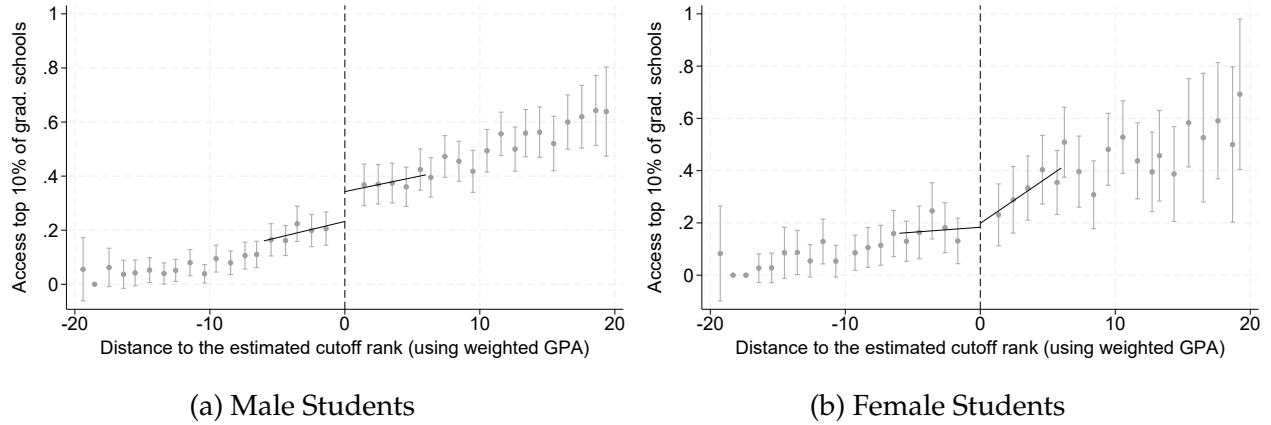 Access top 10% of grad. schools
1
.8
.6
.4
.2
0
-20 -10 0 10 20
Distance to the estimated cutoff rank (using weighted GPA)
(a) Male Students
Access top 10% of grad. schools
1
.8
.6
.4
.2
0
-20 -10 0 10 20
Distance to the estimated cutoff rank (using weighted GPA)
(b) Female Students